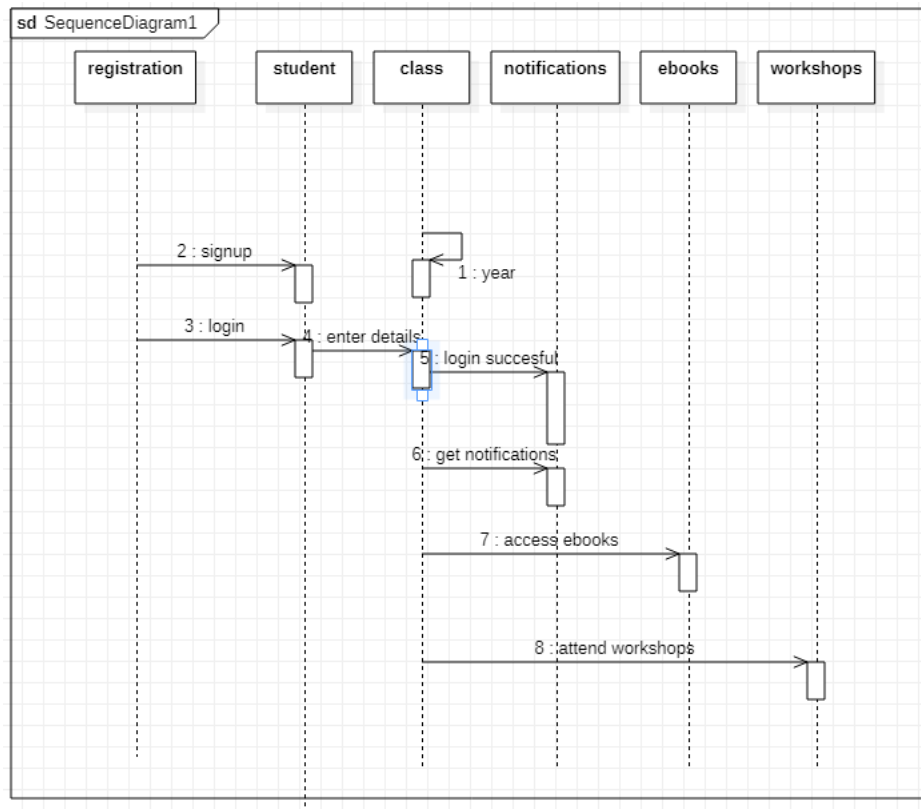 sd SequenceDiagram1
registration
student
class
notifications
ebooks
workshops
2 : signup
1 : year
3 : login
4 : enter details
5 : login succesful
6 : get notifications
7 : access ebooks
8 : attend workshops